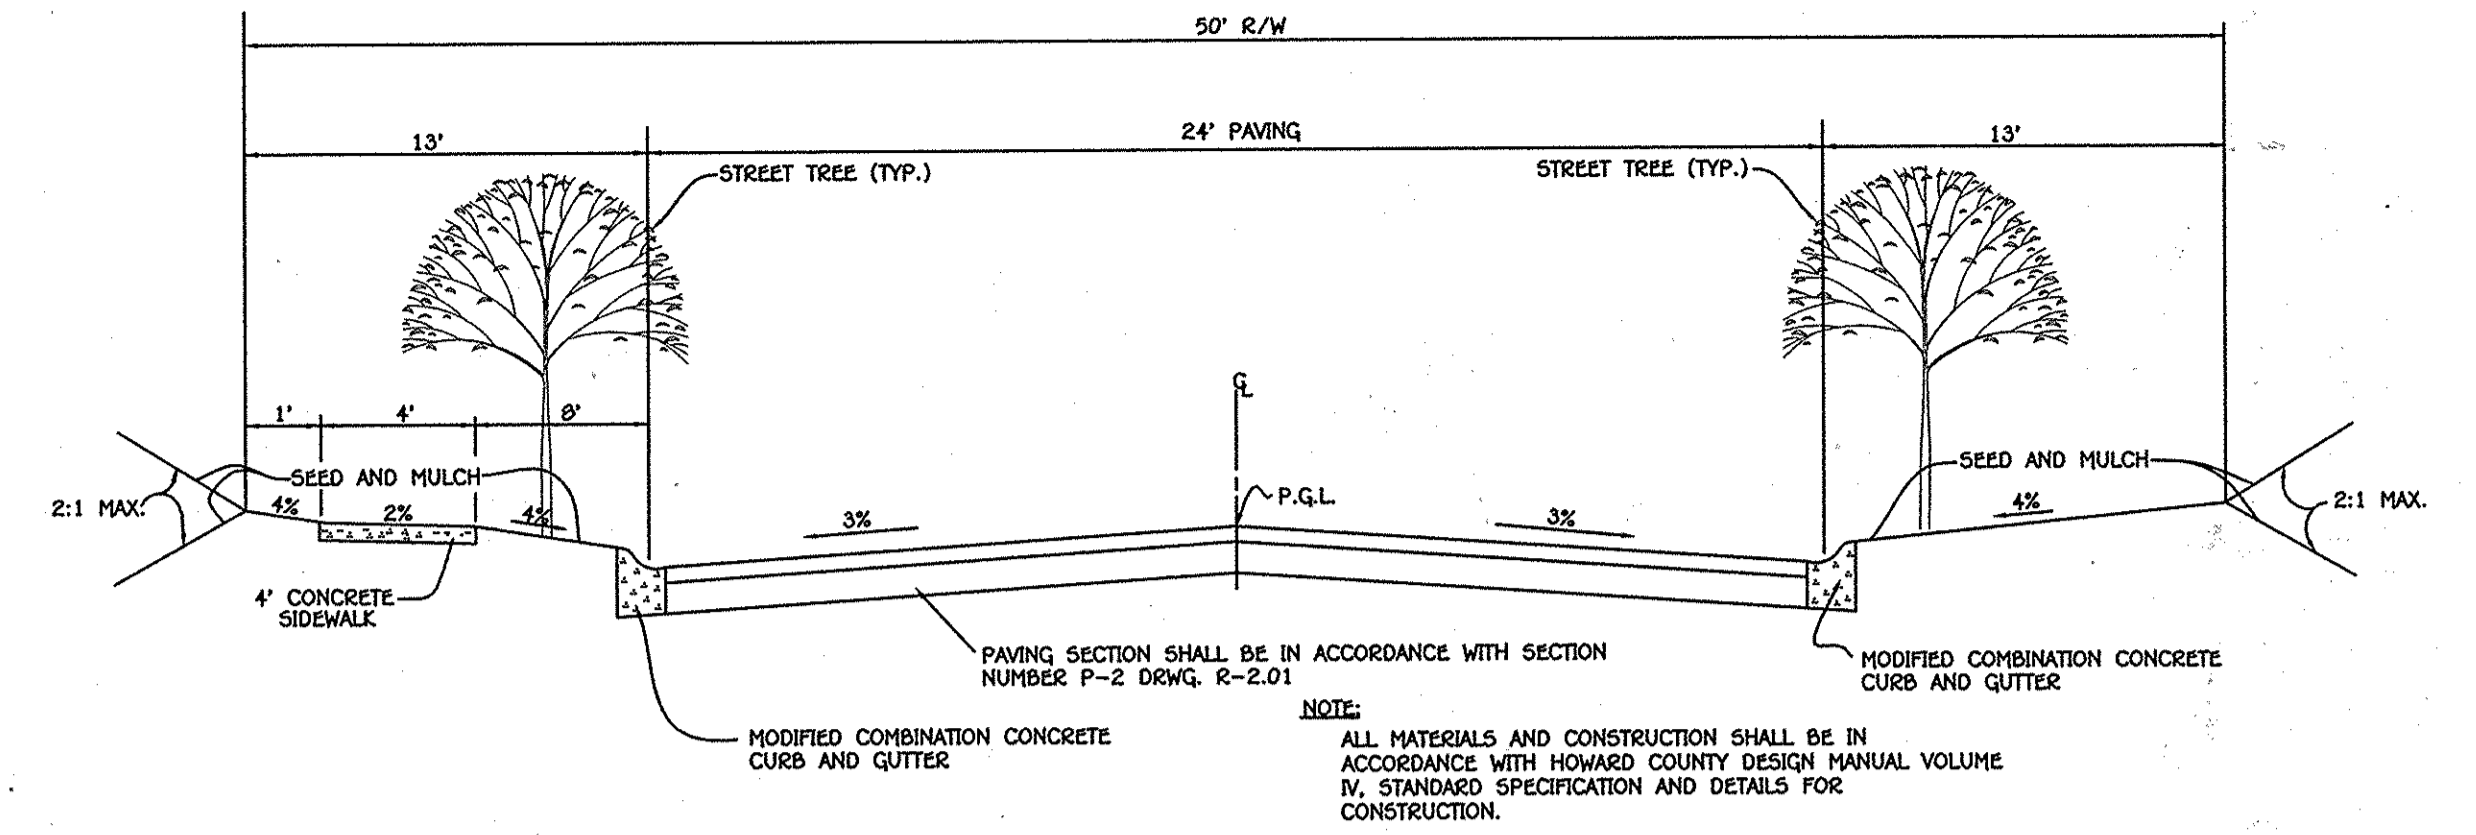 50' R/W
13'
24' PAVING
13'
STREET TREE (TYP.)
STREET TREE (TYP.)
℄
1'
4'
8'
SEED AND MULCH
SEED AND MULCH
P.G.L.
2:1 MAX.
4%
2%
4%
3%
3%
4%
2:1 MAX.
4' CONCRETE
SIDEWALK
PAVING SECTION SHALL BE IN ACCORDANCE WITH SECTION
NUMBER P-2 DRWG. R-2.01
MODIFIED COMBINATION CONCRETE
CURB AND GUTTER
MODIFIED COMBINATION CONCRETE
CURB AND GUTTER
NOTE:
ALL MATERIALS AND CONSTRUCTION SHALL BE IN
ACCORDANCE WITH HOWARD COUNTY DESIGN MANUAL VOLUME
IV, STANDARD SPECIFICATION AND DETAILS FOR
CONSTRUCTION.